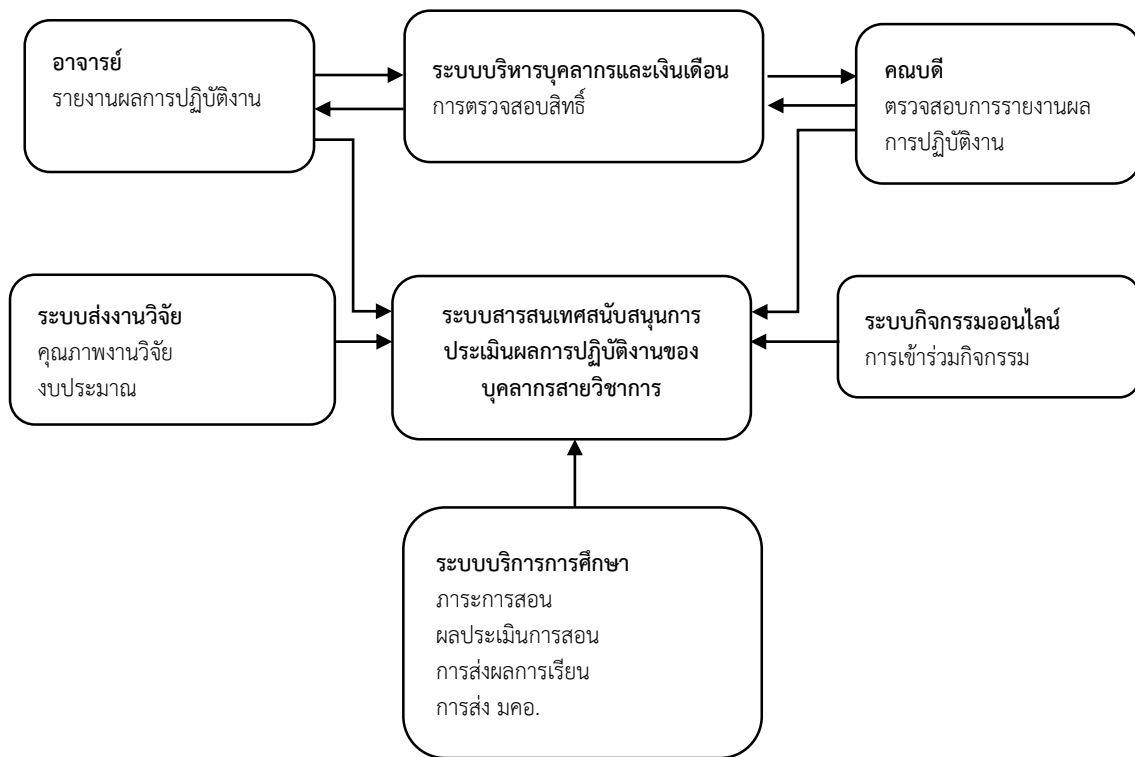 อาจารย์
รายงานผลการปฏิบัติงาน
ระบบบริหารบุคลากรและเงินเดือน
การตรวจสอบสิทธิ์
คณบดี
ตรวจสอบการรายงานผล
การปฏิบัติงาน
ระบบส่งงานวิจัย
คุณภาพงานวิจัย
งบประมาณ
ระบบสารสนเทศสนับสนุนการ
ประเมินผลการปฏิบัติงานของ
บุคลากรสายวิชาการ
ระบบกิจกรรมออนไลน์
การเข้าร่วมกิจกรรม
ระบบบริการการศึกษา
ภาระการสอน
ผลประเมินการสอน
การส่งผลการเรียน
การส่ง มคอ.